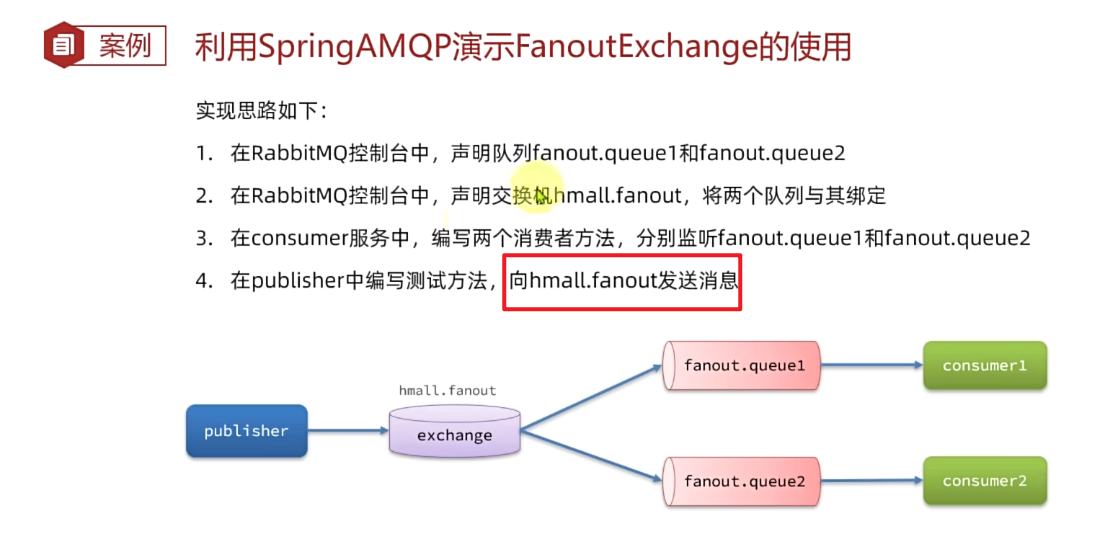 案例
利用SpringAMQP演示FanoutExchange的使用
实现思路如下：
1. 在RabbitMQ控制台中，声明队列fanout.queue1和fanout.queue2
2. 在RabbitMQ控制台中，声明交换机hmall.fanout，将两个队列与其绑定
3. 在consumer服务中，编写两个消费者方法，分别监听fanout.queue1和fanout.queue2
4. 在publisher中编写测试方法，向hmall.fanout发送消息
fanout.queue1
consumer1
hmall.fanout
publisher
exchange
fanout.queue2
consumer2